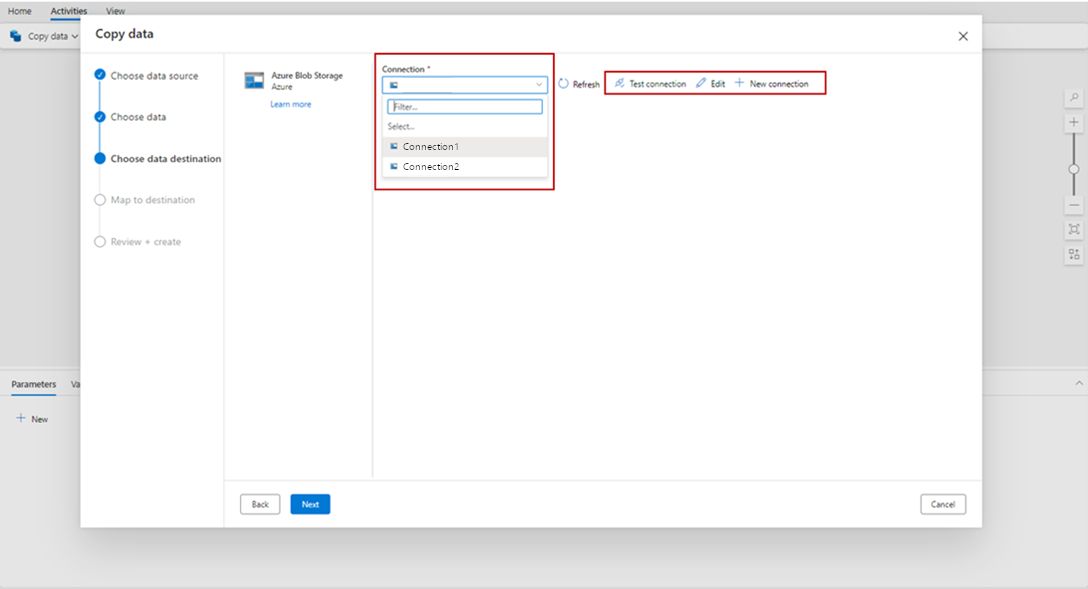 Home Activities View
Copy data
Copy data
Choose data source
Choose data
Choose data destination
Map to destination
Review + create
Azure Blob Storage
Azure
Learn more
Connection *
Filter...
Select...
Connection1
Connection2
Refresh
Test connection
Edit
New connection
Parameters Va
New
Back
Next
Cancel